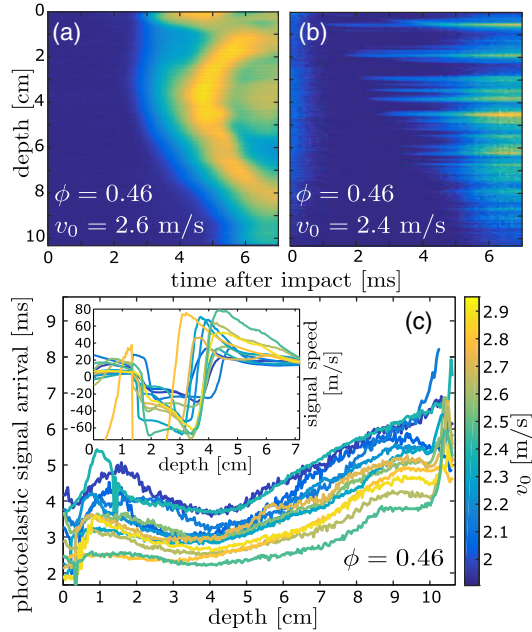 (a)
(b)
0
2
4
6
8
10
depth [cm]
ϕ = 0.46
v₀ = 2.6 m/s
ϕ = 0.46
v₀ = 2.4 m/s
0 2 4 6
0 2 4 6
time after impact [ms]
(c)
photoelastic signal arrival [ms]
9
8
7
6
5
4
3
2
80
60
40
20
0
-20
-40
-60
0 1 2 3 4 5 6 7
depth [cm]
signal speed
[m/s]
ϕ = 0.46
0 1 2 3 4 5 6 7 8 9 10
depth [cm]
2.9
2.8
2.7
2.6
2.5
2.4
2.3
2.2
2.1
2
v₀ [m/s]